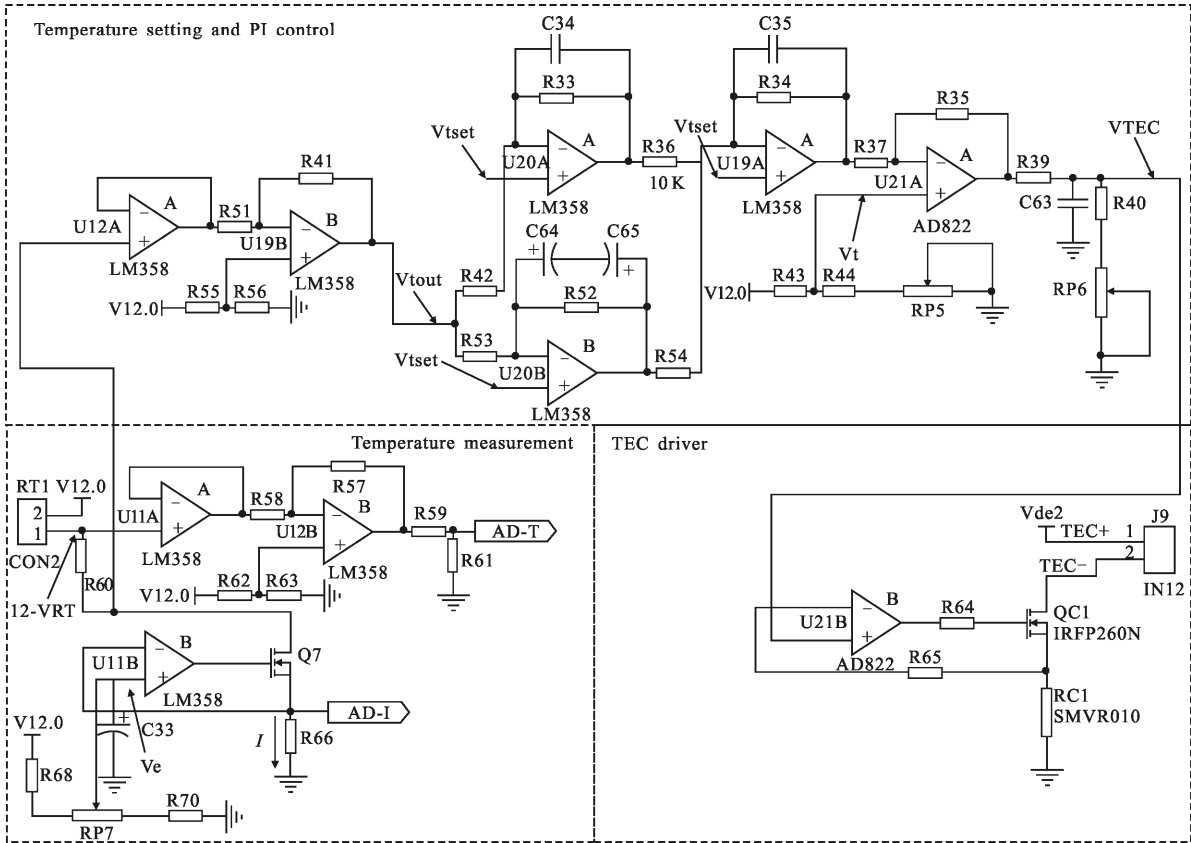 Temperature setting and PI control
C34
C35
R33
R34
R35
Vtset
Vtset
VTEC
R41
A
A
R36
R37
A
R39
U20A
U19A
U21A
10 K
A
R51
B
R40
U12A
U19B
LM358
LM358
AD822
C63
LM358
LM358
C64
C65
Vt
R55
R56
Vtout
R42
R43
R44
V12.0
R52
V12.0
RP5
RP6
R53
B
R54
Vtset
U20B
LM358
Temperature measurement
TEC driver
RT1
V12.0
A
R57
R58
B
R59
2
U11A
U12B
AD-T
1
Vde2
TEC+
1
J9
CON2
LM358
LM358
R61
2
R60
R62
R63
TEC−
V12.0
IN12
12-VRT
B
B
R64
QC1
U21B
IRFP260N
U11B
Q7
AD822
R65
LM358
RC1
SMVR010
V12.0
C33
AD-I
I
R66
Ve
R68
R70
RP7